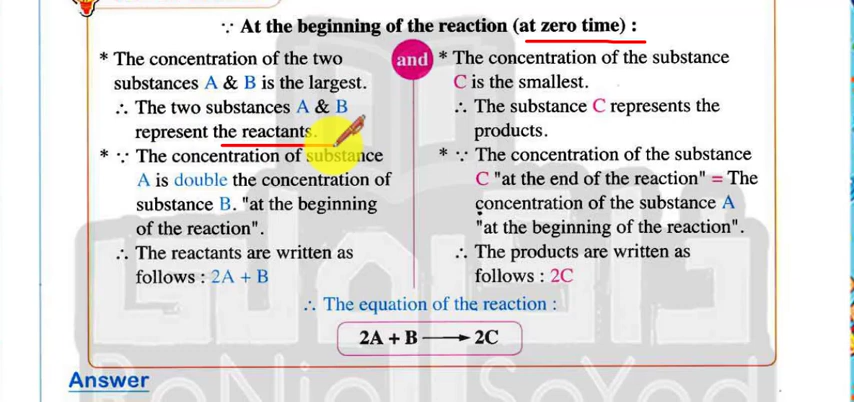 ∵ At the beginning of the reaction (at zero time) :
* The concentration of the two
substances A & B is the largest.
∴ The two substances A & B
represent the reactants.
* ∵ The concentration of substance
A is double the concentration of
substance B. "at the beginning
of the reaction".
∴ The reactants are written as
follows : 2A + B
and
* The concentration of the substance
C is the smallest.
∴ The substance C represents the
products.
* ∵ The concentration of the substance
C "at the end of the reaction" = The
concentration of the substance A
"at the beginning of the reaction".
∴ The products are written as
follows : 2C
∴ The equation of the reaction :
2A + B ⟶ 2C
Answer